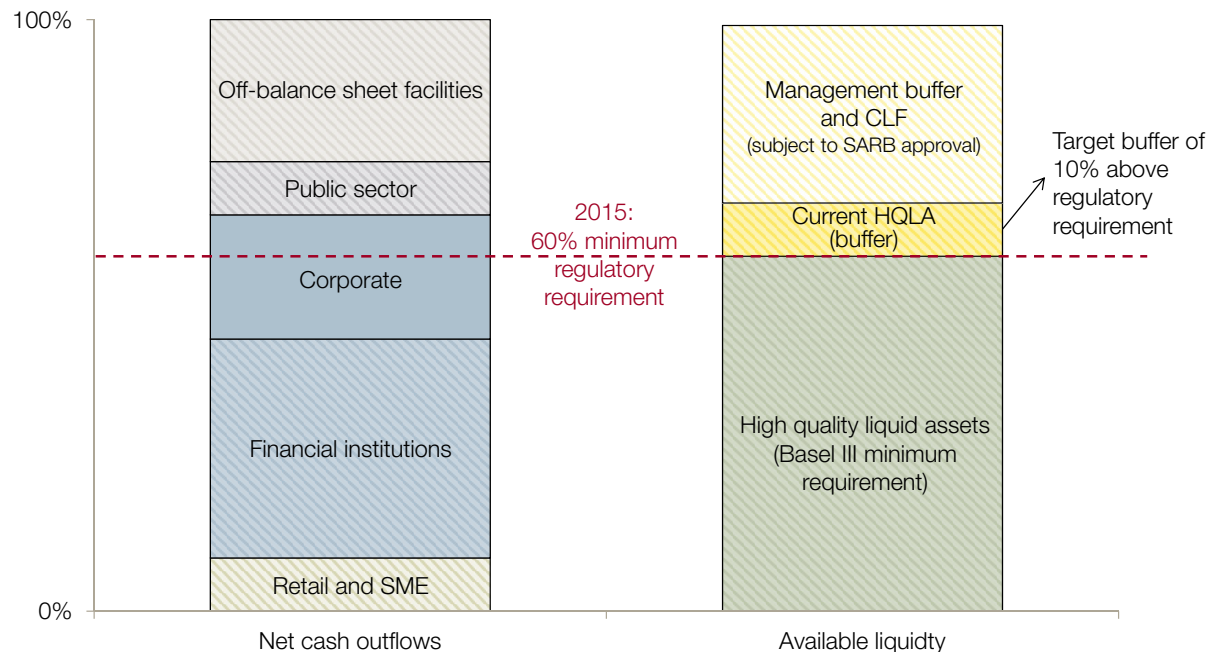 100%
Off-balance sheet facilities
Public sector
Corporate
Financial institutions
Retail and SME
0%
Net cash outflows
2015:
60% minimum
regulatory
requirement
Management buffer
and CLF
(subject to SARB approval)
Current HQLA
(buffer)
High quality liquid assets
(Basel III minimum
requirement)
Available liquidty
Target buffer of
10% above
regulatory
requirement